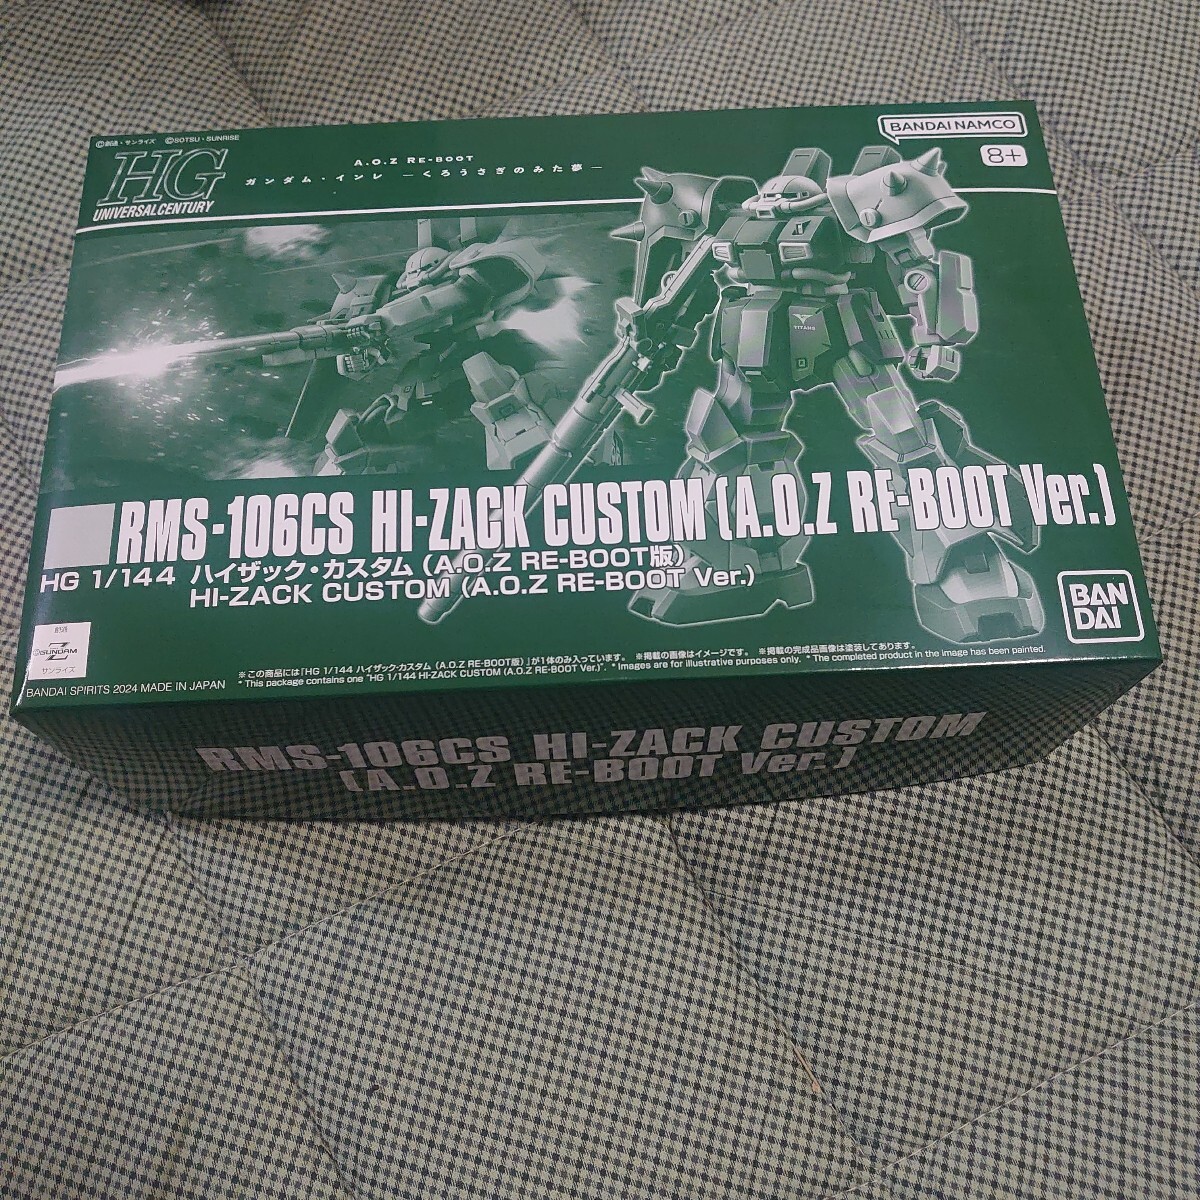 ©創通・サンライズ ©SOTSU・SUNRISE
HG
UNIVERSAL CENTURY
A.O.Z RE-BOOT
ガンダム・インレ ―くろうさぎのみた夢―
BANDAI NAMCO
8+
TITANS
RMS-106CS HI-ZACK CUSTOM [A.O.Z RE-BOOT Ver.]
HG 1/144 ハイザック・カスタム (A.O.Z RE-BOOT版)
HI-ZACK CUSTOM (A.O.Z RE-BOOT Ver.)
BAN
DAI
GUNDAM
Z
サンライズ
BANDAI SPIRITS 2024 MADE IN JAPAN
※この商品には「HG 1/144 ハイザック・カスタム (A.O.Z RE-BOOT版)」が1体のみ入っています。 ※掲載の画像はイメージです。 ※掲載の完成品画像は塗装してあります。
* This package contains one "HG 1/144 HI-ZACK CUSTOM (A.O.Z RE-BOOT Ver.)". * Images are for illustrative purposes only. * The completed product in the image has been painted.
RMS-106CS HI-ZACK CUSTOM
[A.O.Z RE-BOOT Ver.]